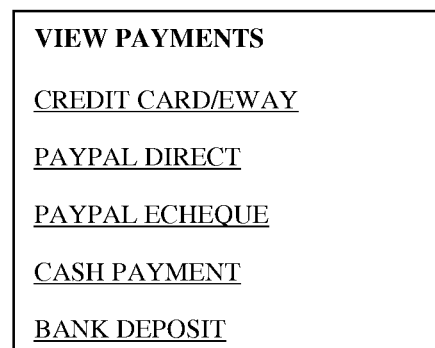 VIEW PAYMENTS
CREDIT CARD/EWAY
PAYPAL DIRECT
PAYPAL ECHEQUE
CASH PAYMENT
BANK DEPOSIT